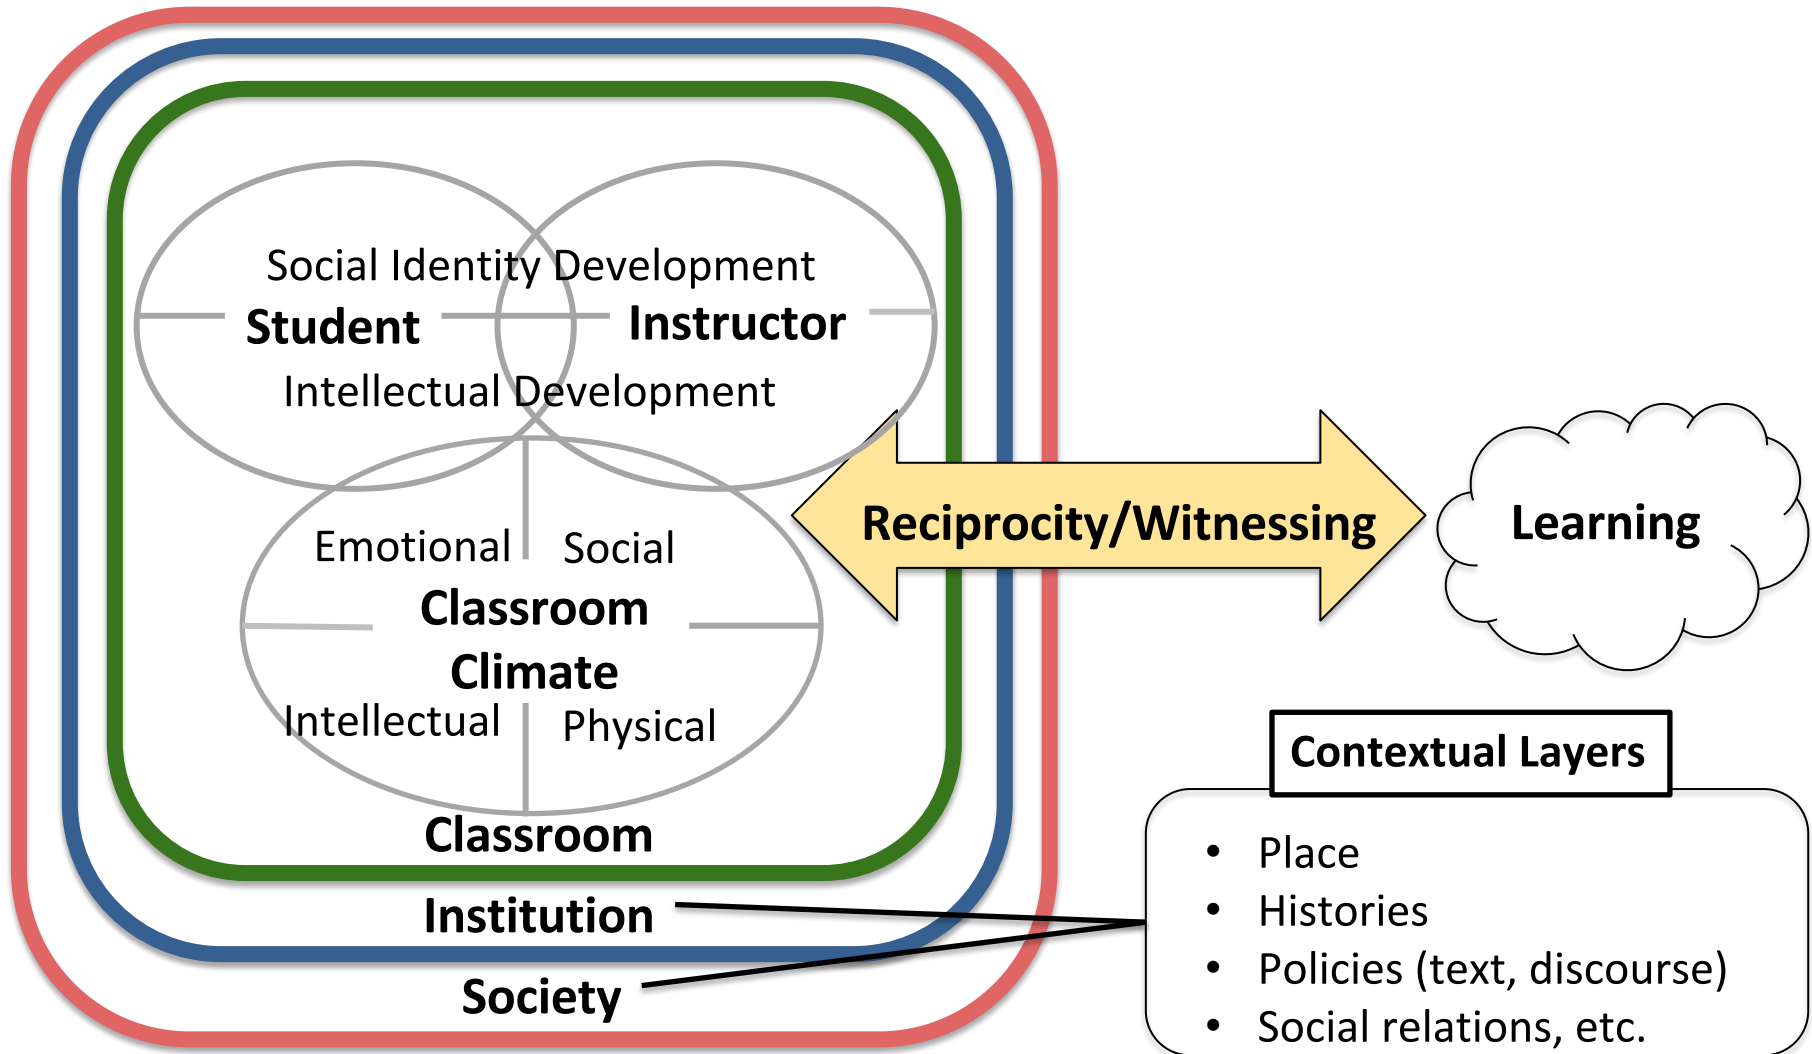 Social Identity Development
Student
Instructor
Intellectual Development
Emotional
Social
Classroom
Climate
Intellectual
Physical
Classroom
Institution
Society
Reciprocity/Witnessing
Learning
Contextual Layers
• Place
• Histories
• Policies (text, discourse)
• Social relations, etc.